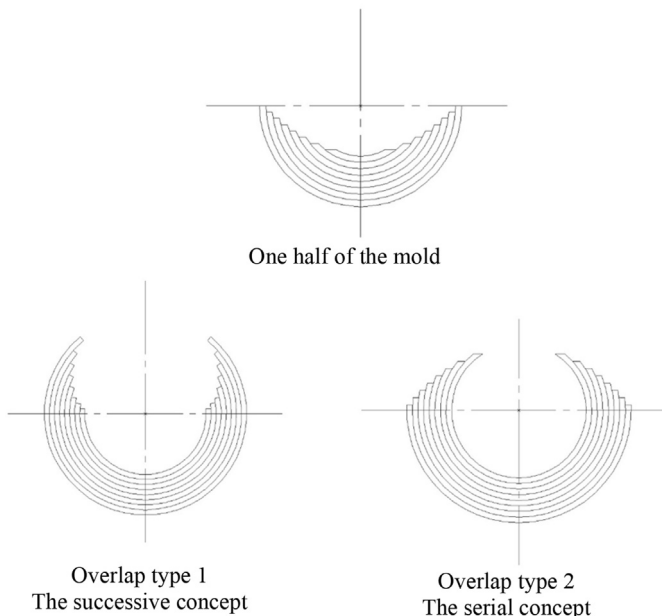 One half of the mold
Overlap type 1
The successive concept
Overlap type 2
The serial concept